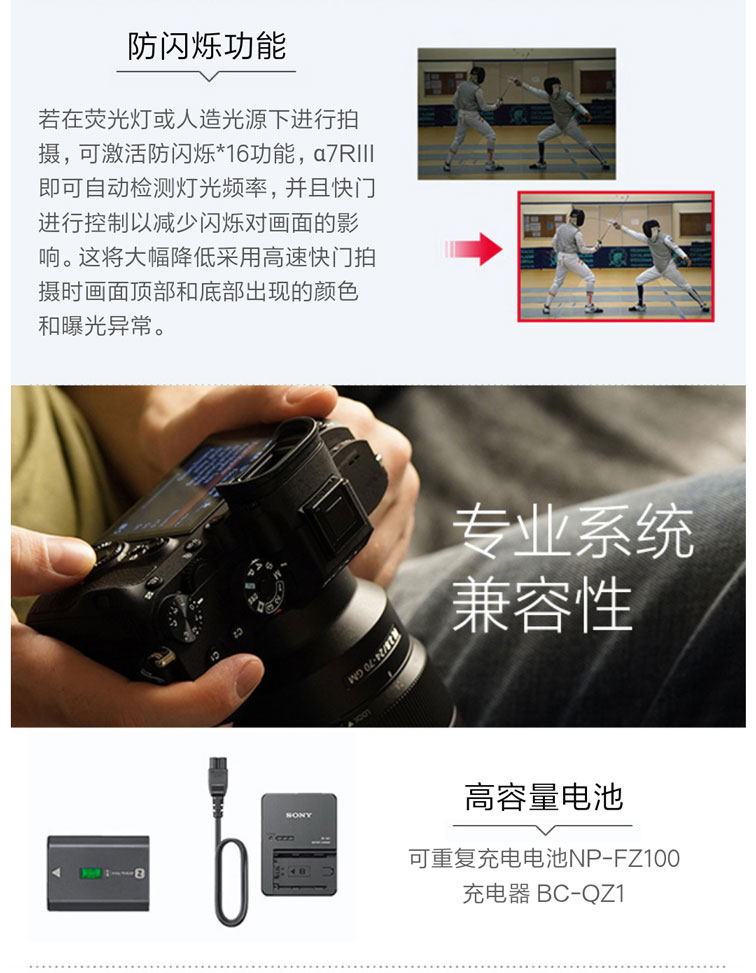 防闪烁功能
若在荧光灯或人造光源下进行拍
摄，可激活防闪烁*16功能，α7RIII
即可自动检测灯光频率，并且快门
进行控制以减少闪烁对画面的影
响。这将大幅降低采用高速快门拍
摄时画面顶部和底部出现的颜色
和曝光异常。
专业系统
兼容性
C2
C1
24-70 GM
SONY
高容量电池
可重复充电电池NP-FZ100
充电器 BC-QZ1